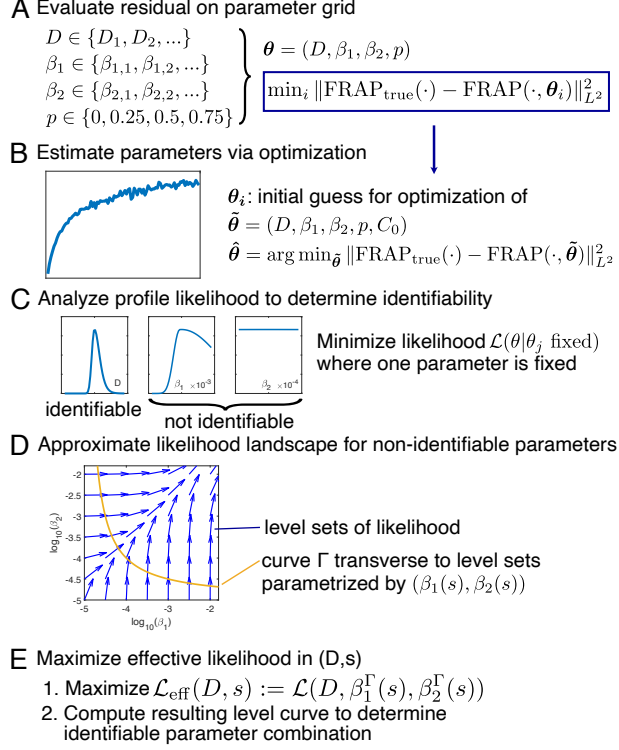 A Evaluate residual on parameter grid
D ∈ {D₁, D₂, ...}
β₁ ∈ {β₁,₁, β₁,₂, ...}
β₂ ∈ {β₂,₁, β₂,₂, ...}
p ∈ {0, 0.25, 0.5, 0.75}
θ = (D, β₁, β₂, p)
minᵢ ‖FRAP_true(·) − FRAP(·, θᵢ)‖²_{L²}
B Estimate parameters via optimization
θᵢ: initial guess for optimization of
θ̃ = (D, β₁, β₂, p, C₀)
θ̂ = arg min_θ̃ ‖FRAP_true(·) − FRAP(·, θ̃)‖²_{L²}
C Analyze profile likelihood to determine identifiability
D
β₁ ×10⁻³
β₂ ×10⁻⁴
identifiable
not identifiable
Minimize likelihood ℒ(θ|θⱼ fixed)
where one parameter is fixed
D Approximate likelihood landscape for non-identifiable parameters
log₁₀(β₂)
-2
-2.5
-3
-3.5
-4
-4.5
-5
-5 -4 -3 -2
log₁₀(β₁)
level sets of likelihood
curve Γ transverse to level sets
parametrized by (β₁(s), β₂(s))
E Maximize effective likelihood in (D,s)
1. Maximize ℒ_eff(D, s) := ℒ(D, β₁^Γ(s), β₂^Γ(s))
2. Compute resulting level curve to determine
identifiable parameter combination